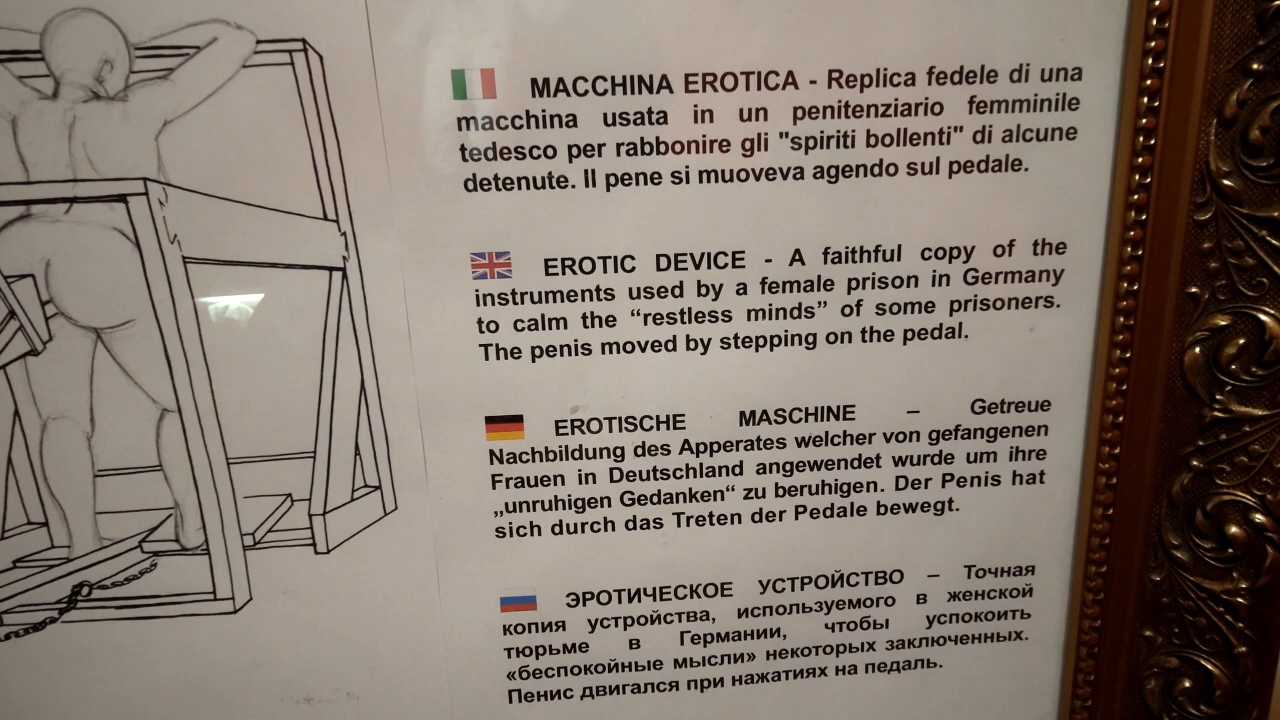 MACCHINA EROTICA - Replica fedele di una
macchina usata in un penitenziario femminile
tedesco per rabbonire gli "spiriti bollenti" di alcune
detenute. Il pene si muoveva agendo sul pedale.
EROTIC DEVICE - A faithful copy of the
instruments used by a female prison in Germany
to calm the “restless minds” of some prisoners.
The penis moved by stepping on the pedal.
EROTISCHE MASCHINE – Getreue
Nachbildung des Apperates welcher von gefangenen
Frauen in Deutschland angewendet wurde um ihre
„unruhigen Gedanken“ zu beruhigen. Der Penis hat
sich durch das Treten der Pedale bewegt.
ЭРОТИЧЕСКОЕ УСТРОЙСТВО – Точная
копия устройства, используемого в женской
тюрьме в Германии, чтобы успокоить
«беспокойные мысли» некоторых заключенных.
Пенис двигался при нажатиях на педаль.